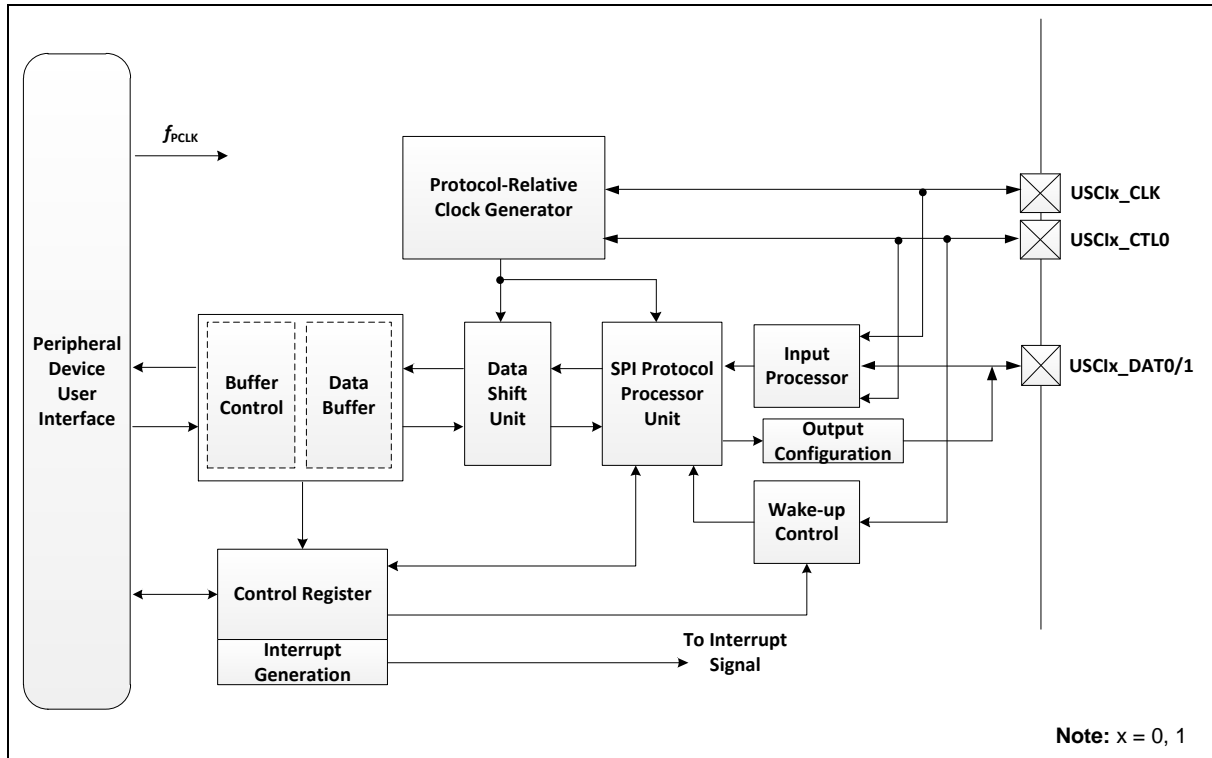 fPCLK
Protocol-Relative
Clock Generator
USCIx_CLK
USCIx_CTL0
Peripheral
Device
User
Interface
Buffer
Control
Data
Buffer
Data
Shift
Unit
SPI Protocol
Processor
Unit
Input
Processor
USCIx_DAT0/1
Output
Configuration
Wake-up
Control
Control Register
Interrupt
Generation
To Interrupt
Signal
Note: x = 0, 1